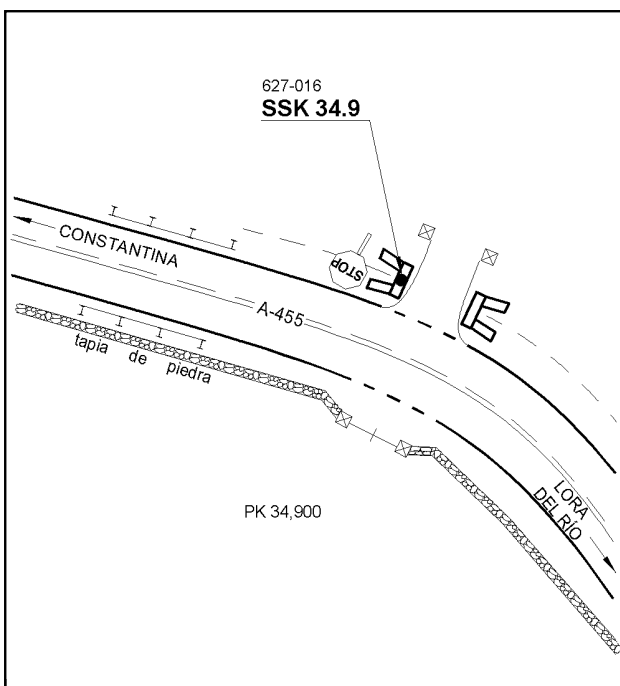 627-016
SSK 34.9
CONSTANTINA
STOP
A-455
tapia de piedra
LORA
DEL RÍO
PK 34,900